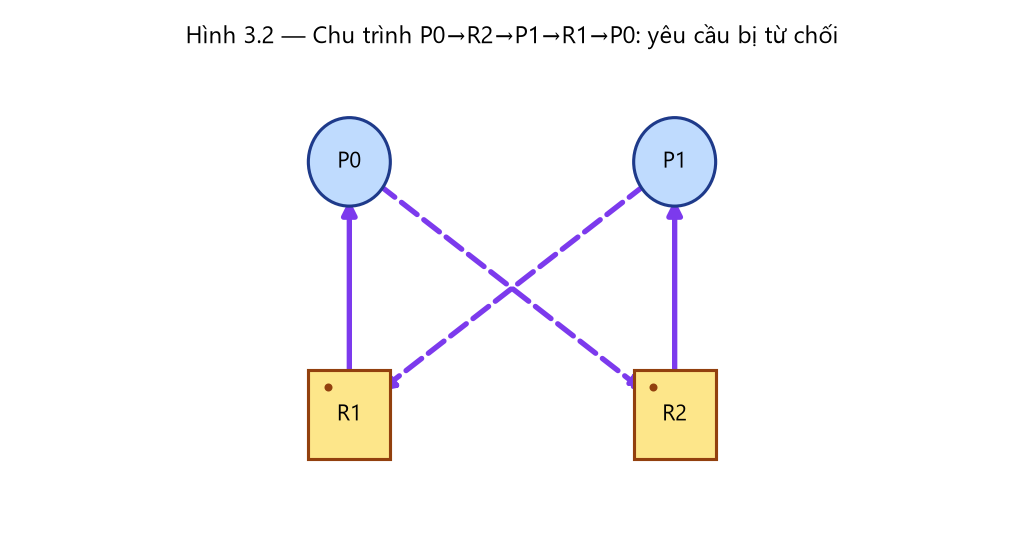 Hình 3.2 — Chu trình P0→R2→P1→R1→P0: yêu cầu bị từ chối
P0
P1
R1
R2